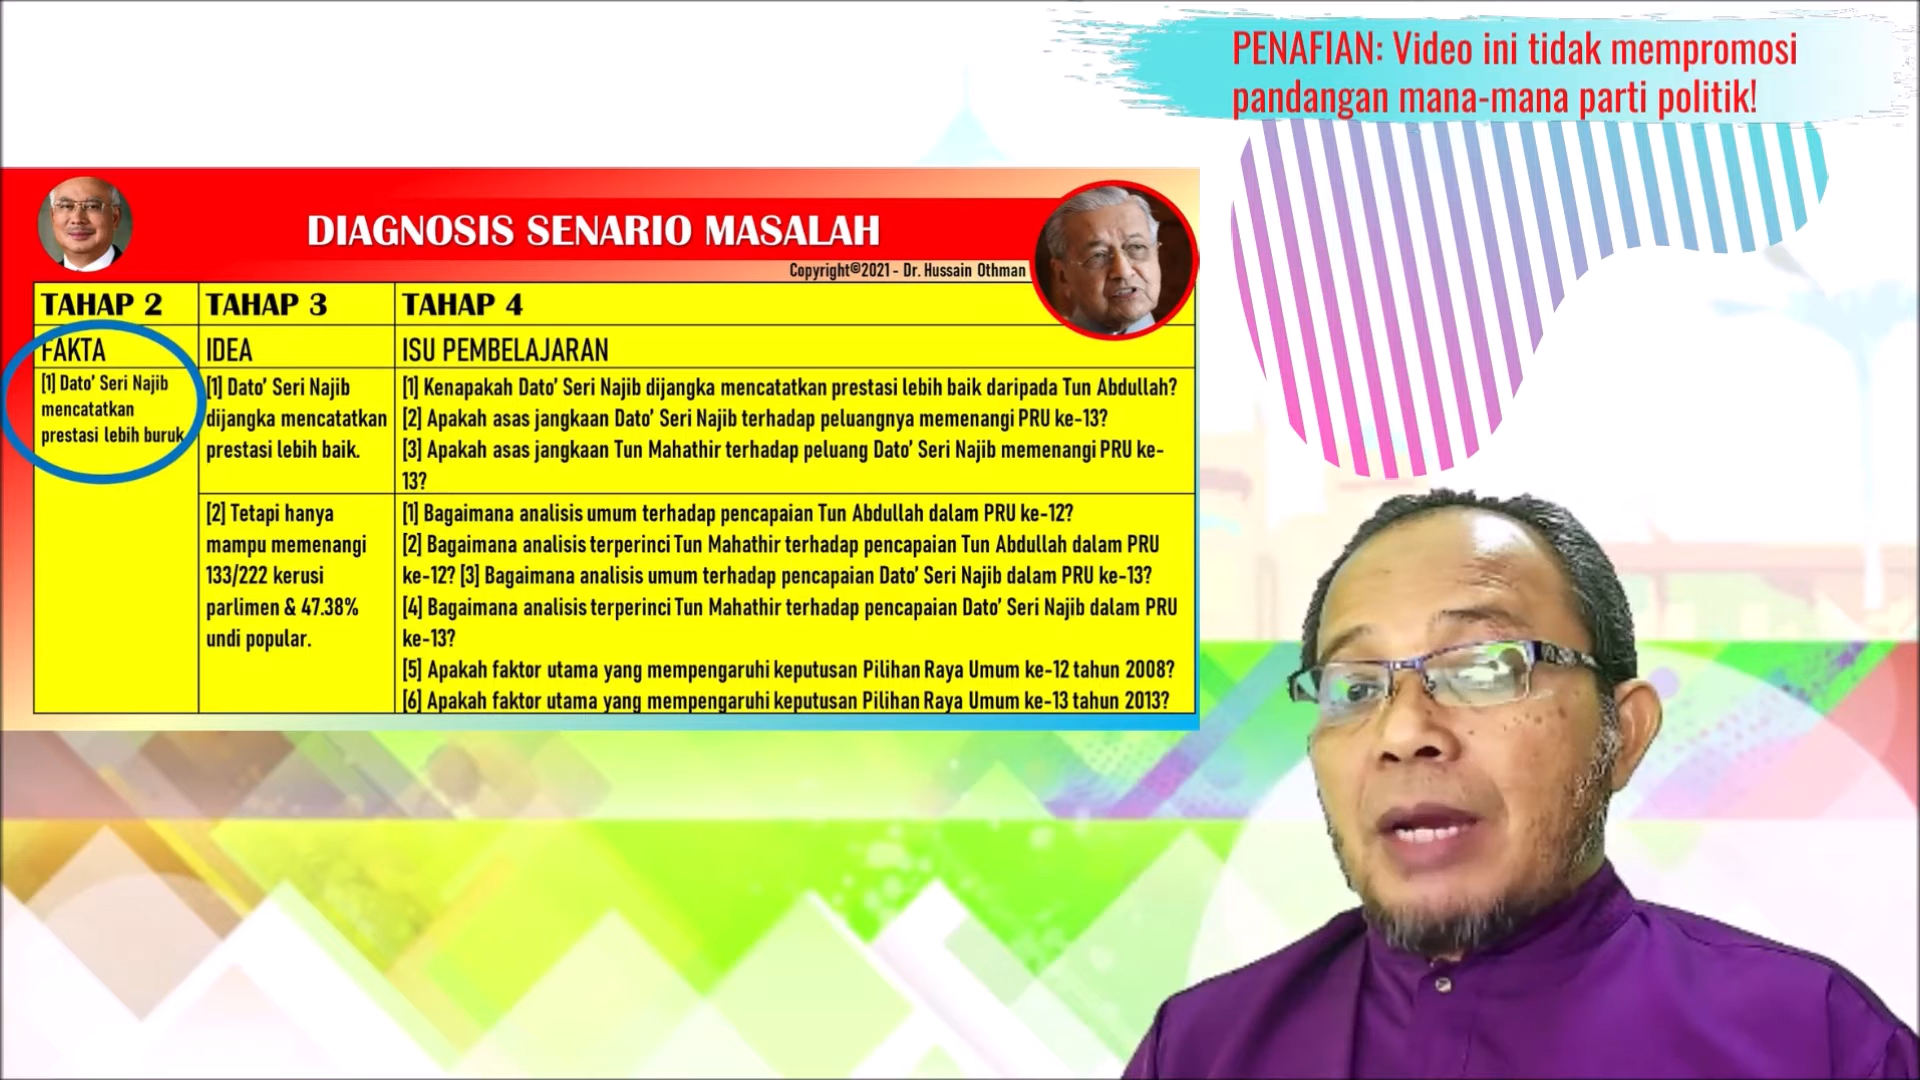 PENAFIAN: Video ini tidak mempromosi
pandangan mana-mana parti politik!
DIAGNOSIS SENARIO MASALAH
Copyright©2021 - Dr. Hussain Othman
TAHAP 2
TAHAP 3
TAHAP 4
FAKTA
IDEA
ISU PEMBELAJARAN
[1] Dato' Seri Najib
mencatatkan
prestasi lebih buruk
[1] Dato' Seri Najib
dijangka mencatatkan
prestasi lebih baik.
[1] Kenapakah Dato' Seri Najib dijangka mencatatkan prestasi lebih baik daripada Tun Abdullah?
[2] Apakah asas jangkaan Dato' Seri Najib terhadap peluangnya memenangi PRU ke-13?
[3] Apakah asas jangkaan Tun Mahathir terhadap peluang Dato' Seri Najib memenangi PRU ke-
13?
[2] Tetapi hanya
mampu memenangi
133/222 kerusi
parlimen & 47.38%
undi popular.
[1] Bagaimana analisis umum terhadap pencapaian Tun Abdullah dalam PRU ke-12?
[2] Bagaimana analisis terperinci Tun Mahathir terhadap pencapaian Tun Abdullah dalam PRU
ke-12? [3] Bagaimana analisis umum terhadap pencapaian Dato' Seri Najib dalam PRU ke-13?
[4] Bagaimana analisis terperinci Tun Mahathir terhadap pencapaian Dato' Seri Najib dalam PRU
ke-13?
[5] Apakah faktor utama yang mempengaruhi keputusan Pilihan Raya Umum ke-12 tahun 2008?
[6] Apakah faktor utama yang mempengaruhi keputusan Pilihan Raya Umum ke-13 tahun 2013?